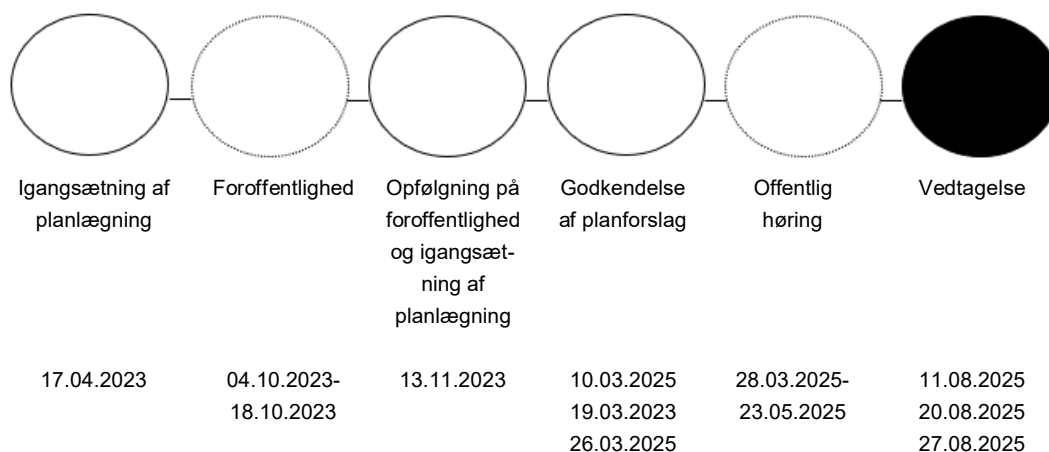 Igangsætning af
planlægning
Foroffentlighed
Opfølgning på
foroffentlighed
og igangsæt-
ning af
planlægning
Godkendelse
af planforslag
Offentlig
høring
Vedtagelse
17.04.2023
04.10.2023-
18.10.2023
13.11.2023
10.03.2025
19.03.2023
26.03.2025
28.03.2025-
23.05.2025
11.08.2025
20.08.2025
27.08.2025